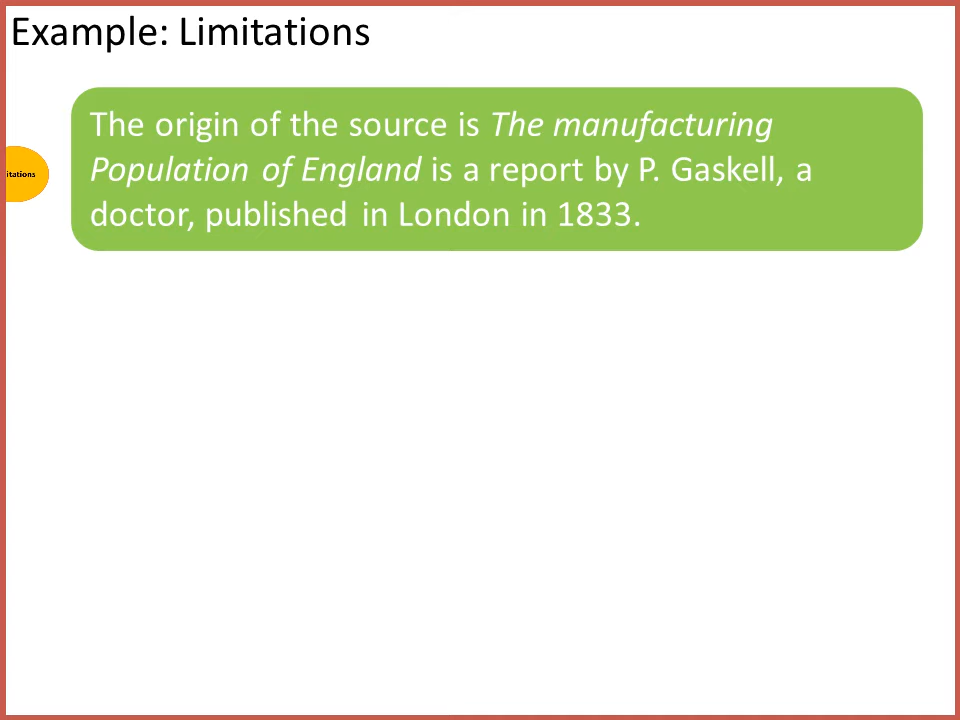 Example: Limitations
The origin of the source is The manufacturing
Population of England is a report by P. Gaskell, a
doctor, published in London in 1833.
itations